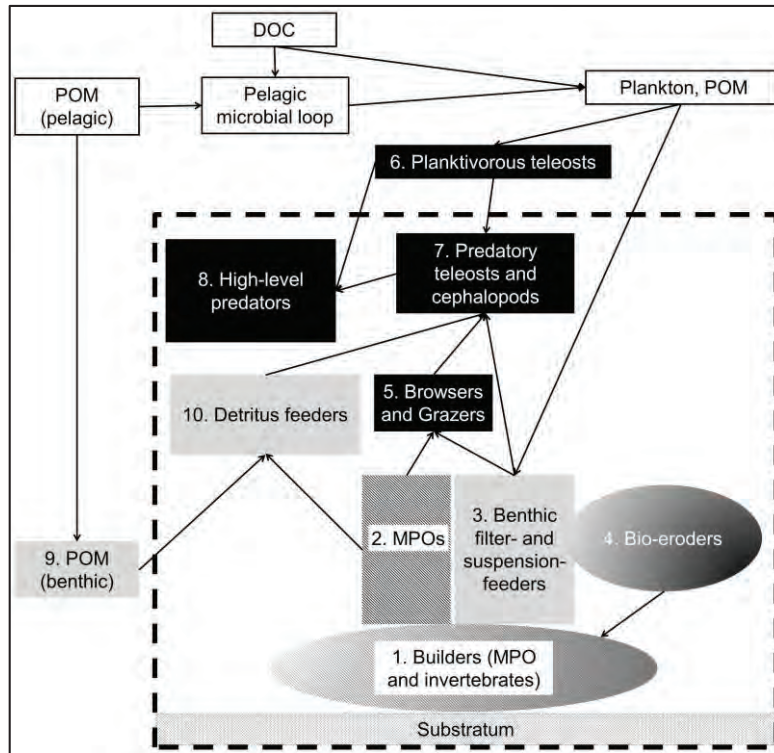 DOC
POM
(pelagic)
Pelagic
microbial loop
Plankton, POM
6. Planktivorous teleosts
8. High-level
predators
7. Predatory
teleosts and
cephalopods
10. Detritus feeders
5. Browsers
and Grazers
9. POM
(benthic)
2. MPOs
3. Benthic
filter- and
suspension-
feeders
4. Bio-eroders
1. Builders (MPO
and invertebrates)
Substratum